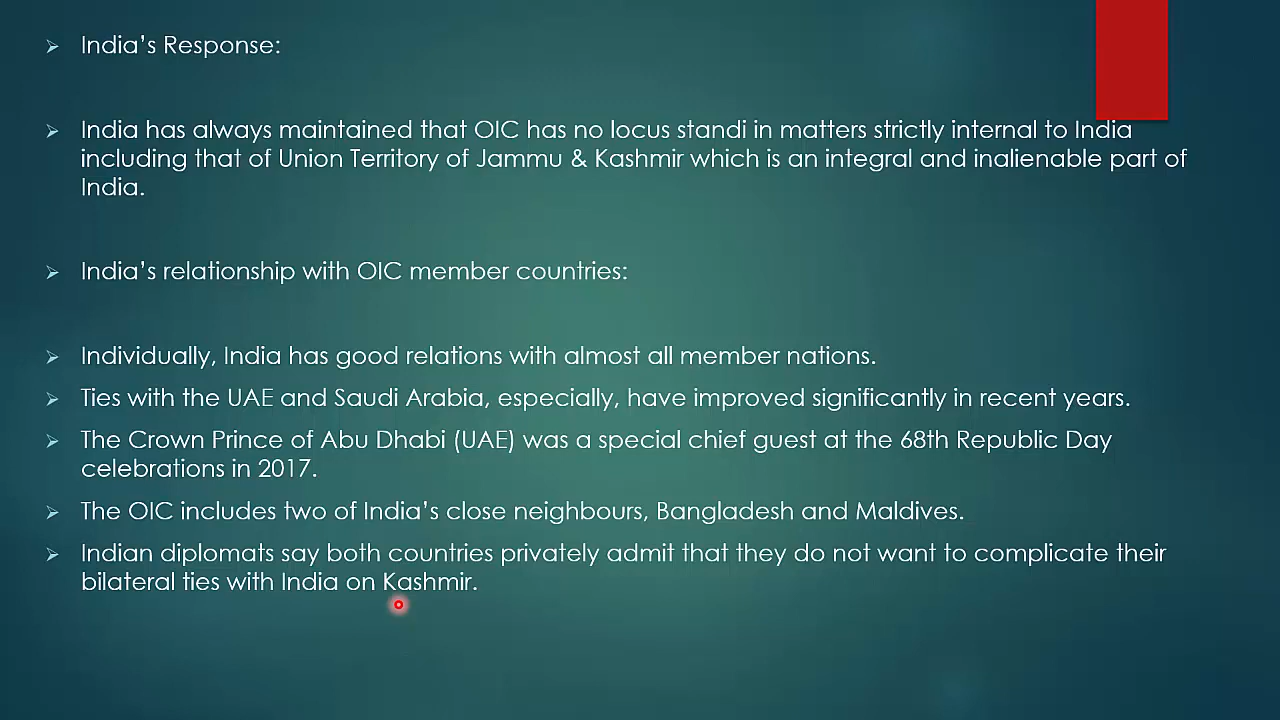 India’s Response:
India has always maintained that OIC has no locus standi in matters strictly internal to India
including that of Union Territory of Jammu & Kashmir which is an integral and inalienable part of
India.
India’s relationship with OIC member countries:
Individually, India has good relations with almost all member nations.
Ties with the UAE and Saudi Arabia, especially, have improved significantly in recent years.
The Crown Prince of Abu Dhabi (UAE) was a special chief guest at the 68th Republic Day
celebrations in 2017.
The OIC includes two of India’s close neighbours, Bangladesh and Maldives.
Indian diplomats say both countries privately admit that they do not want to complicate their
bilateral ties with India on Kashmir.